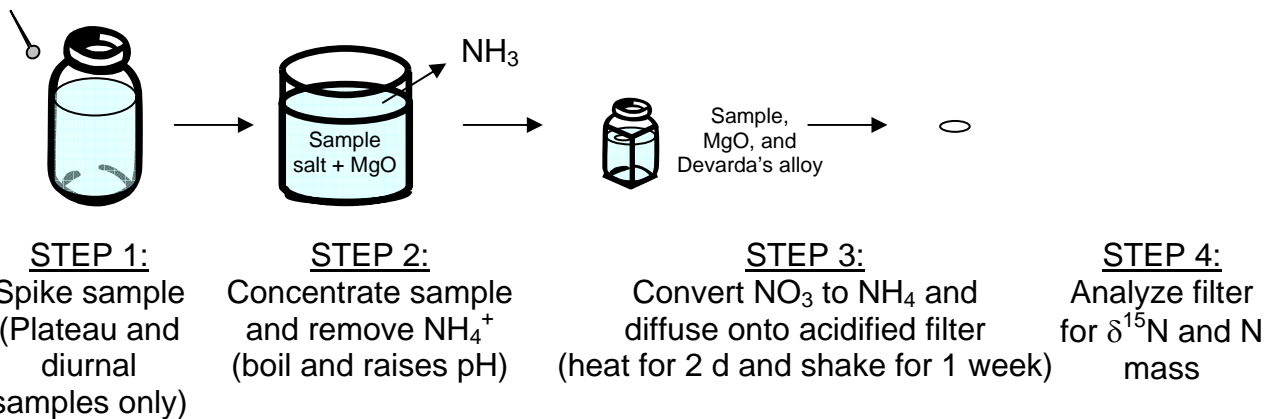 NH₃
Sample
salt + MgO
Sample,
MgO, and
Devarda's alloy
STEP 1:
Spike sample
(Plateau and
diurnal
samples only)
STEP 2:
Concentrate sample
and remove NH₄⁺
(boil and raises pH)
STEP 3:
Convert NO₃ to NH₄ and
diffuse onto acidified filter
(heat for 2 d and shake for 1 week)
STEP 4:
Analyze filter
for δ¹⁵N and N
mass